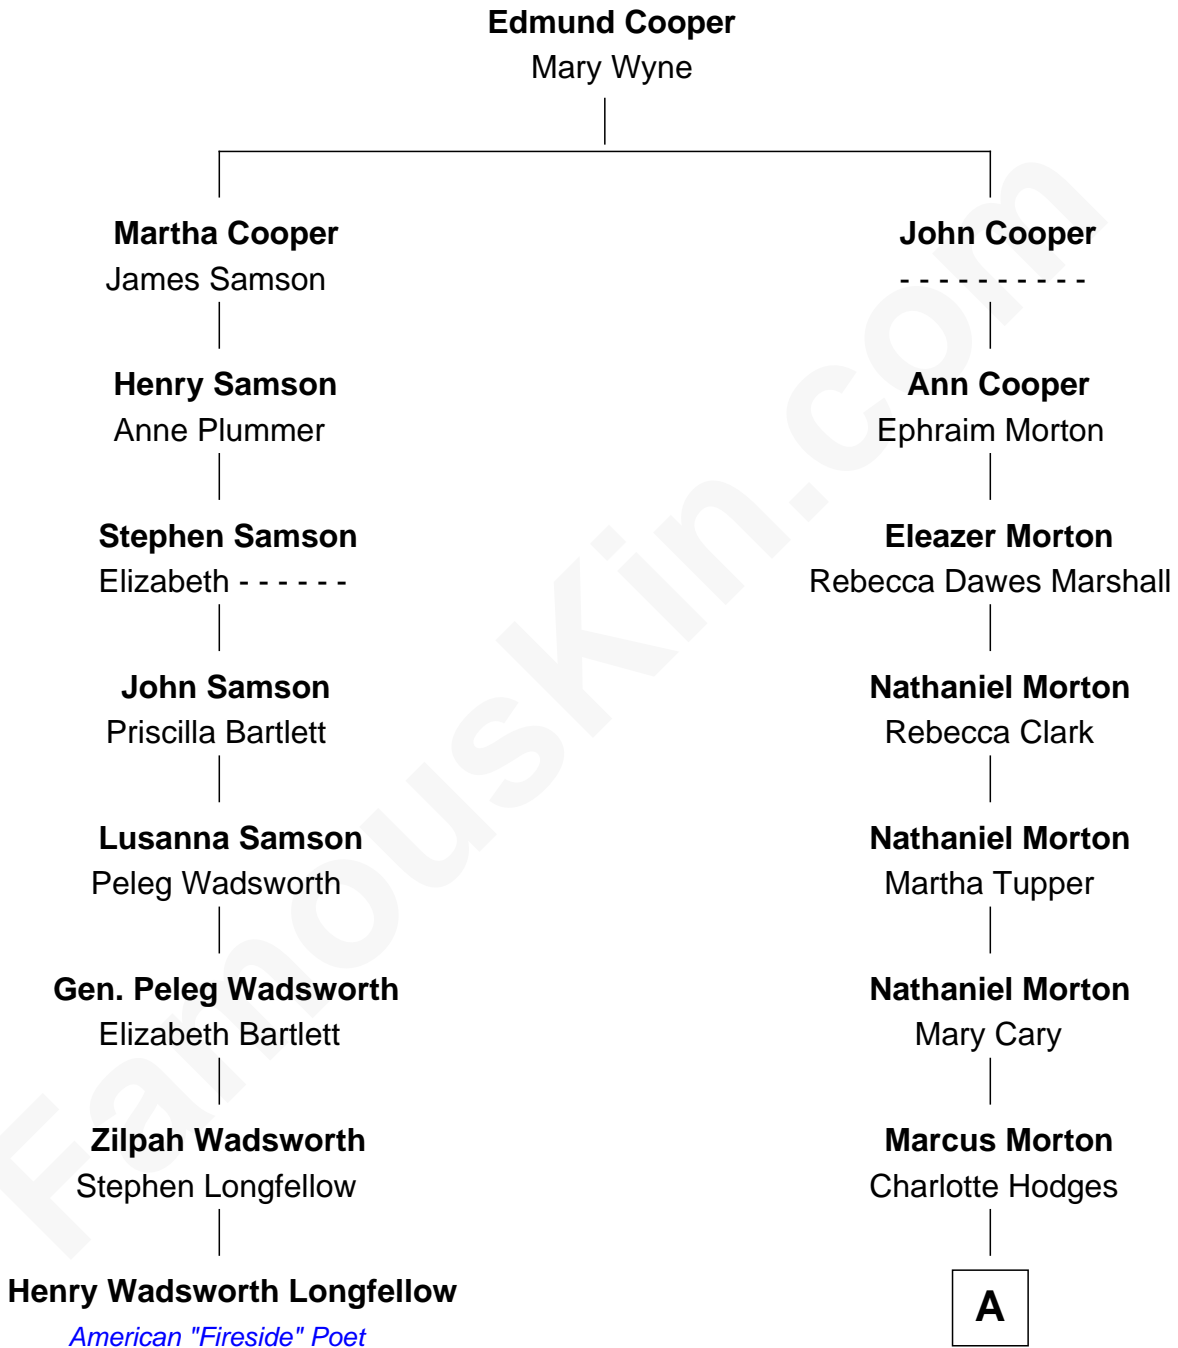 Edmund Cooper
Mary Wyne
Martha Cooper
James Samson
John Cooper
- - - - - - - - - -
Henry Samson
Anne Plummer
Ann Cooper
Ephraim Morton
Stephen Samson
Elizabeth - - - - - -
Eleazer Morton
Rebecca Dawes Marshall
John Samson
Priscilla Bartlett
Nathaniel Morton
Rebecca Clark
Lusanna Samson
Peleg Wadsworth
Nathaniel Morton
Martha Tupper
Gen. Peleg Wadsworth
Elizabeth Bartlett
Nathaniel Morton
Mary Cary
Zilpah Wadsworth
Stephen Longfellow
Marcus Morton
Charlotte Hodges
Henry Wadsworth Longfellow
American "Fireside" Poet
A
FamousKin.com